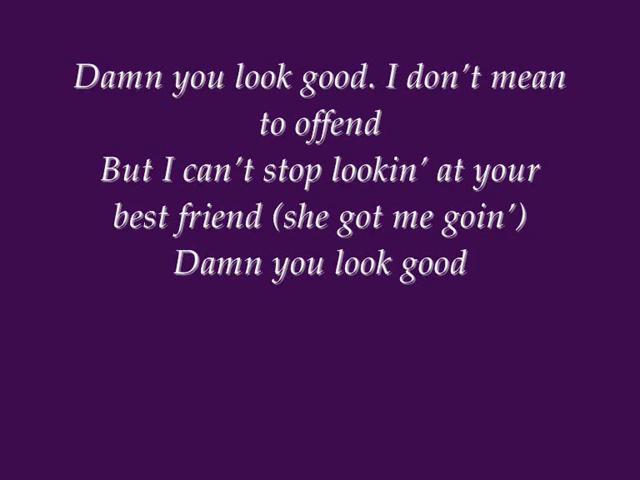 Damn you look good. I don't mean
to offend
But I can't stop lookin' at your
best friend (she got me goin')
Damn you look good